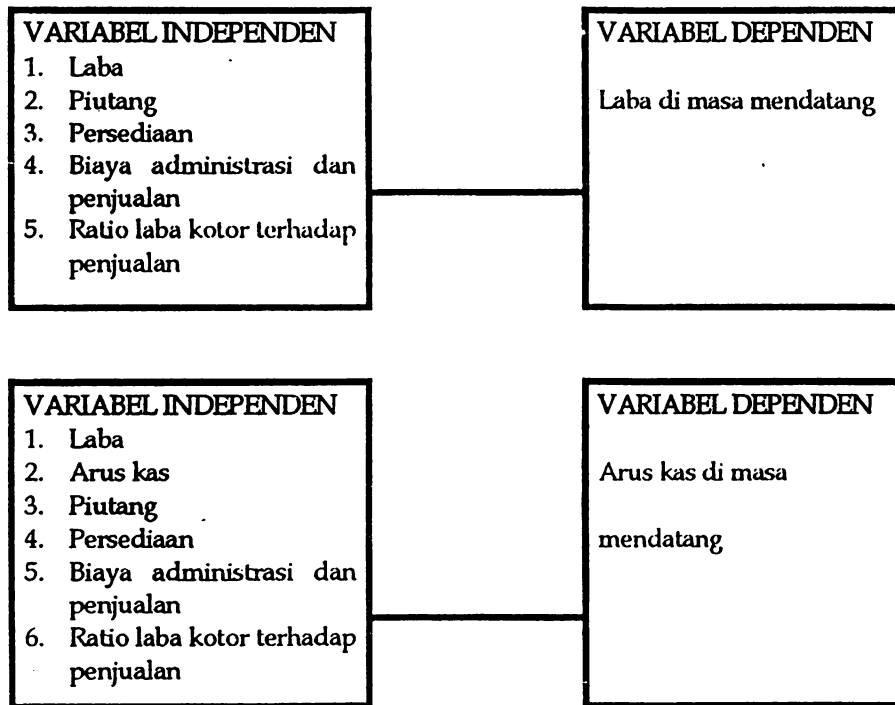 VARIABEL INDEPENDEN
1. Laba
2. Piutang
3. Persediaan
4. Biaya administrasi dan
penjualan
5. Ratio laba kotor terhadap
penjualan
VARIABEL DEPENDEN
Laba di masa mendatang
VARIABEL INDEPENDEN
1. Laba
2. Arus kas
3. Piutang
4. Persediaan
5. Biaya administrasi dan
penjualan
6. Ratio laba kotor terhadap
penjualan
VARIABEL DEPENDEN
Arus kas di masa
mendatang